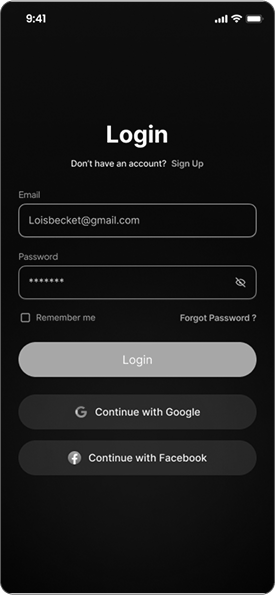 9:41
Login
Don't have an account? Sign Up
Email
Loisbecket@gmail.com
Password
*******
Remember me Forgot Password ?
Login
Continue with Google
Continue with Facebook